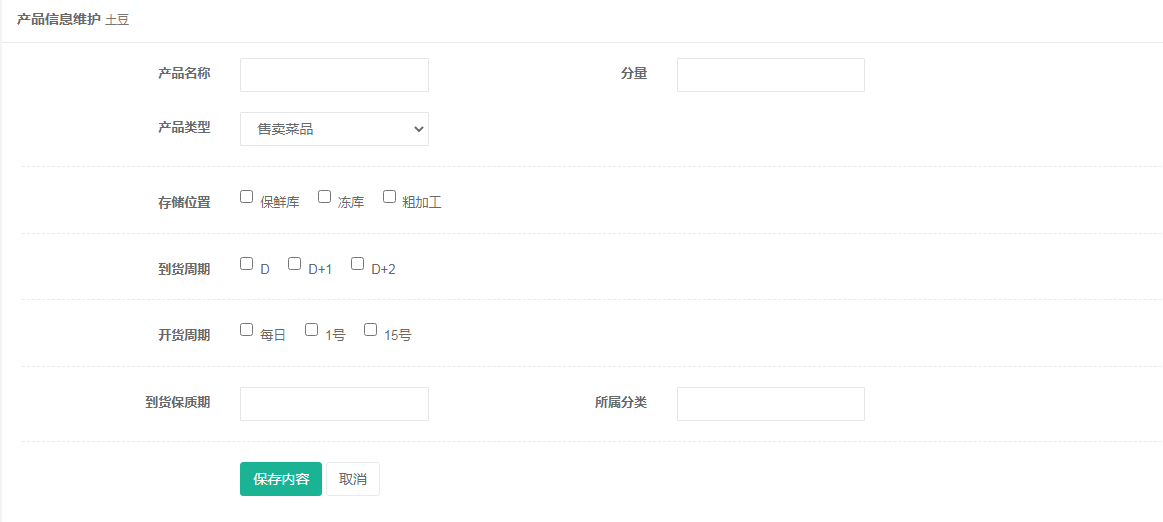 产品信息维护 土豆
产品名称 分量
产品类型 售卖菜品
存储位置 保鲜库 冻库 粗加工
到货周期 D D+1 D+2
开货周期 每日 1号 15号
到货保质期 所属分类
保存内容 取消